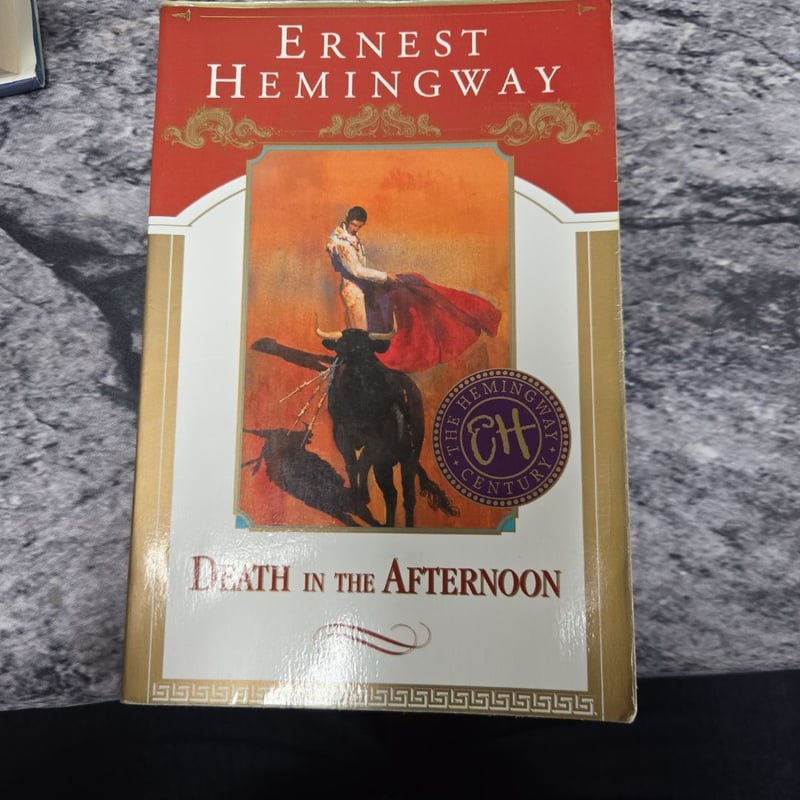 ERNEST
HEMINGWAY
THE HEMINGWAY
EH
CENTURY
DEATH IN THE AFTERNOON